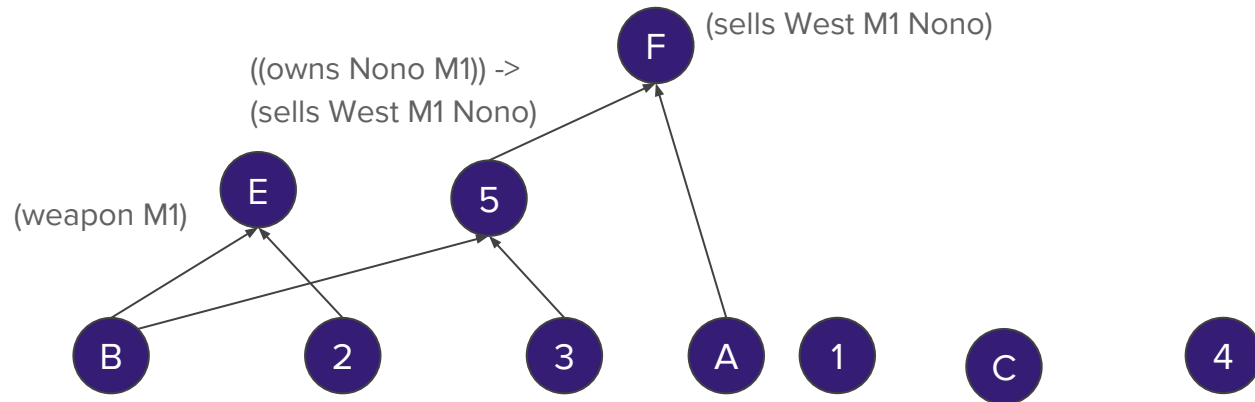 (sells West M1 Nono)
F
((owns Nono M1)) ->
(sells West M1 Nono)
E
5
(weapon M1)
B
2
3
A
1
C
4